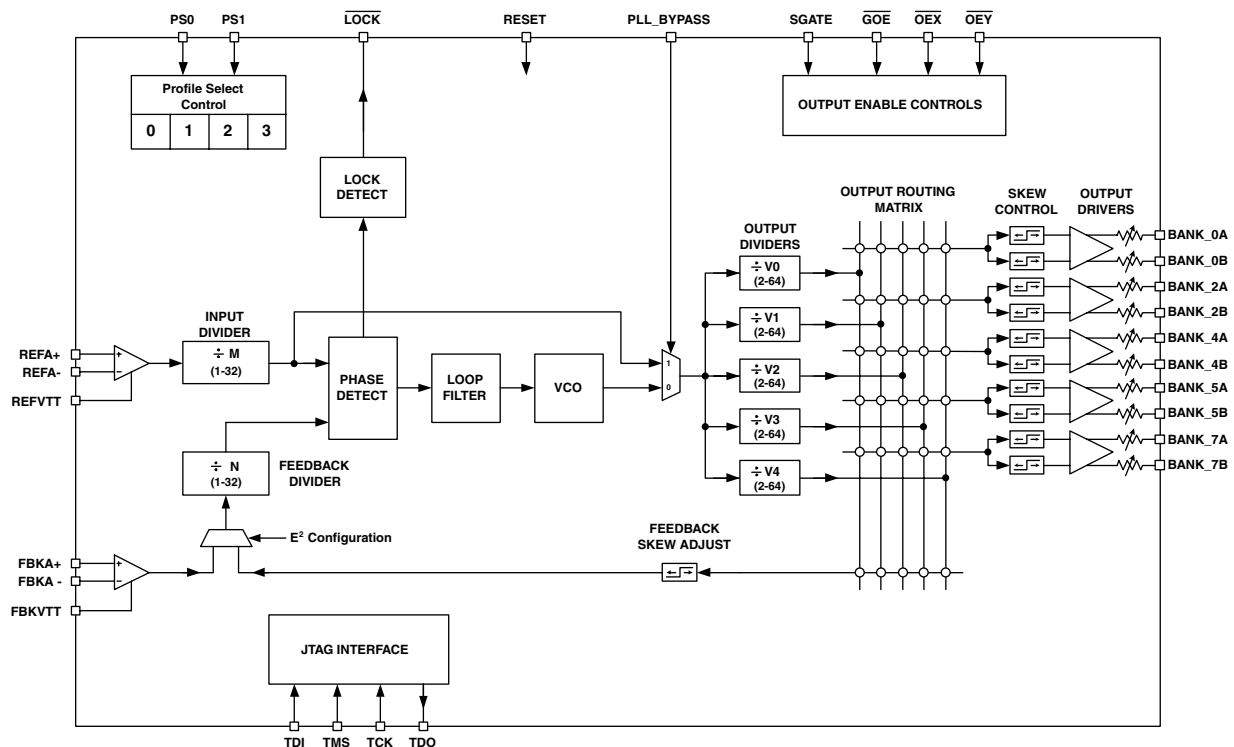 PS0 PS1 LOCK RESET PLL_BYPASS SGATE GOE OEX OEY
Profile Select
Control
0 1 2 3
OUTPUT ENABLE CONTROLS
LOCK
DETECT
OUTPUT ROUTING
MATRIX
SKEW
CONTROL
OUTPUT
DRIVERS
OUTPUT
DIVIDERS
BANK_0A
BANK_0B
BANK_2A
BANK_2B
BANK_4A
BANK_4B
BANK_5A
BANK_5B
BANK_7A
BANK_7B
÷ V0
(2-64)
÷ V1
(2-64)
÷ V2
(2-64)
÷ V3
(2-64)
÷ V4
(2-64)
INPUT
DIVIDER
÷ M
(1-32)
REFA+
REFA-
REFVTT
+
−
PHASE
DETECT
LOOP
FILTER
VCO
1
0
÷ N
(1-32)
FEEDBACK
DIVIDER
E² Configuration
FEEDBACK
SKEW ADJUST
FBKA+
FBKA -
FBKVTT
+
−
JTAG INTERFACE
TDI TMS TCK TDO